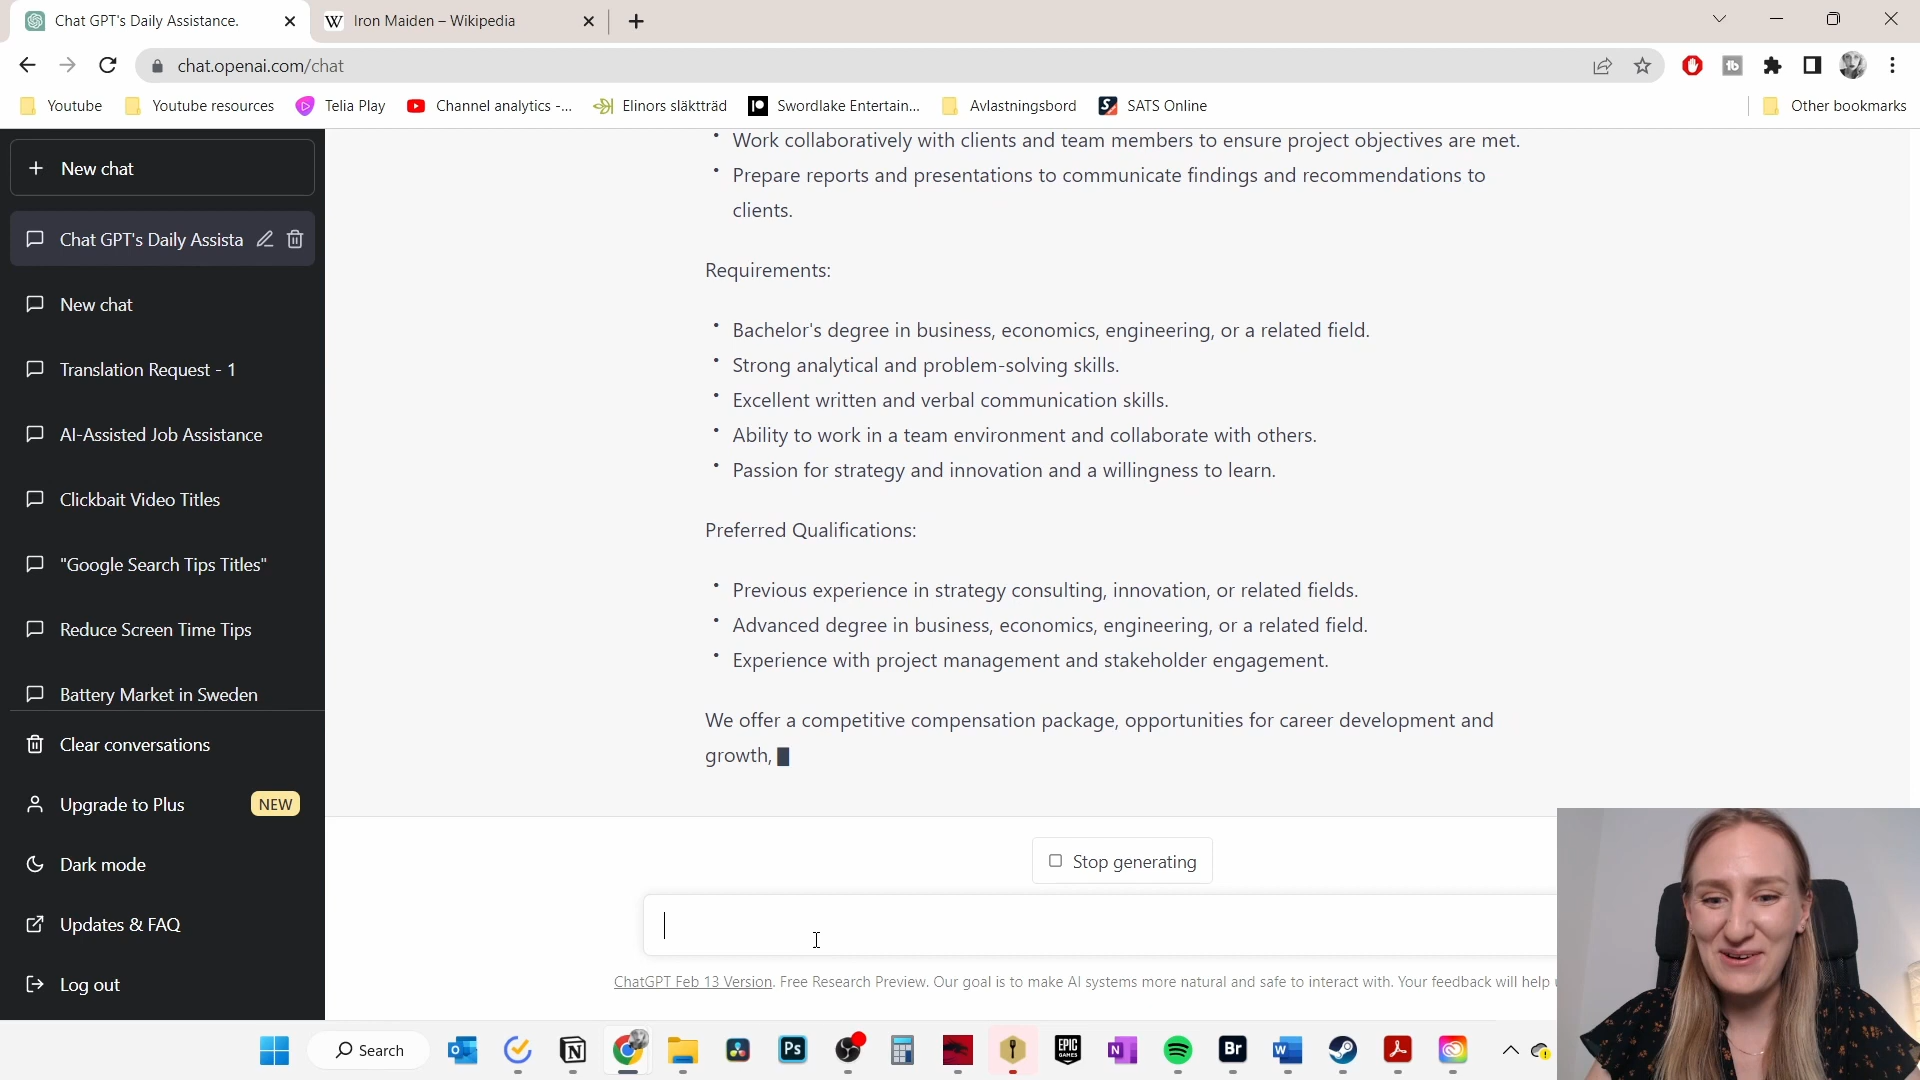 Chat GPT's Daily Assistance.
Iron Maiden – Wikipedia
chat.openai.com/chat
Youtube
Youtube resources
Telia Play
Channel analytics -...
Elinors släktträd
Swordlake Entertain...
Avlastningsbord
SATS Online
Other bookmarks
New chat
Chat GPT's Daily Assista
New chat
Translation Request - 1
AI-Assisted Job Assistance
Clickbait Video Titles
"Google Search Tips Titles"
Reduce Screen Time Tips
Battery Market in Sweden
Clear conversations
Upgrade to Plus NEW
Dark mode
Updates & FAQ
Log out
• Work collaboratively with clients and team members to ensure project objectives are met.
• Prepare reports and presentations to communicate findings and recommendations to
clients.
Requirements:
• Bachelor's degree in business, economics, engineering, or a related field.
• Strong analytical and problem-solving skills.
• Excellent written and verbal communication skills.
• Ability to work in a team environment and collaborate with others.
• Passion for strategy and innovation and a willingness to learn.
Preferred Qualifications:
• Previous experience in strategy consulting, innovation, or related fields.
• Advanced degree in business, economics, engineering, or a related field.
• Experience with project management and stakeholder engagement.
We offer a competitive compensation package, opportunities for career development and
growth,
Stop generating
ChatGPT Feb 13 Version. Free Research Preview. Our goal is to make AI systems more natural and safe to interact with. Your feedback will help
Search
Ps
EPIC
GAMES
Br